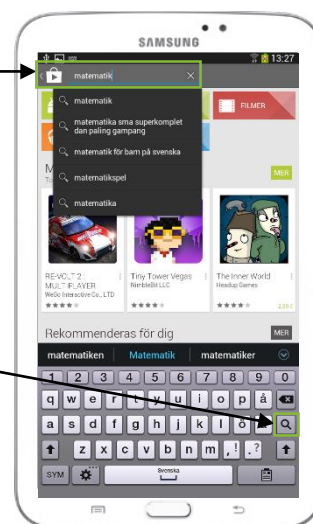 SAMSUNG
13:27
matematik
matematik
matematika sma superkomplet
dan paling gampang
matematik för barn på svenska
matematikspel
matematika
FILMER
MER
RE-VOLT 2 :
MULTIPLAYER
WeGo Interactive Co., LTD
Tiny Tower Vegas
NimbleBit LLC
The Inner World
Headup Games
Rekommenderas för dig
MER
matematiken Matematik matematiker
1 2 3 4 5 6 7 8 9 0
q w e r t y u i o p å
a s d f g h j k l ö ä
z x c v b n m , ! . ?
SYM
Svenska